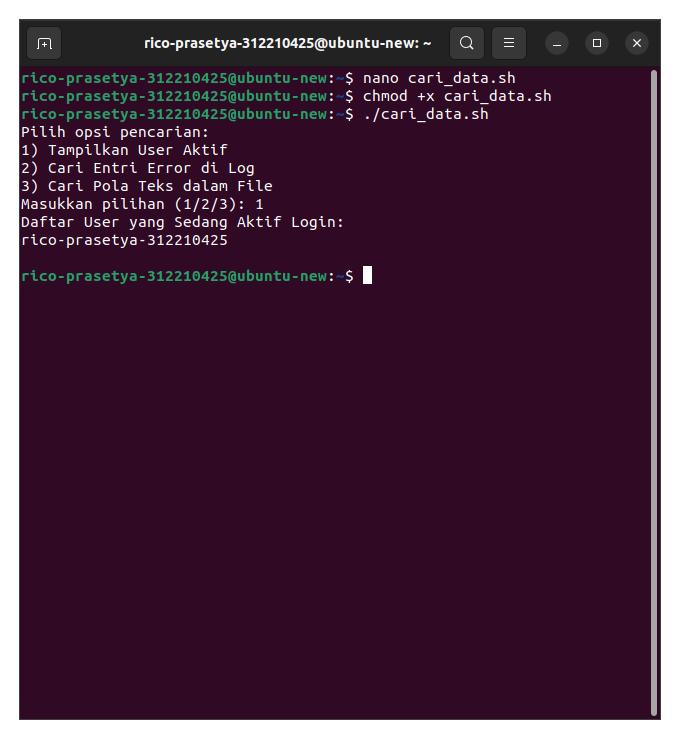 rico-prasetya-312210425@ubuntu-new: ~
rico-prasetya-312210425@ubuntu-new:~$ nano cari_data.sh
rico-prasetya-312210425@ubuntu-new:~$ chmod +x cari_data.sh
rico-prasetya-312210425@ubuntu-new:~$ ./cari_data.sh
Pilih opsi pencarian:
1) Tampilkan User Aktif
2) Cari Entri Error di Log
3) Cari Pola Teks dalam File
Masukkan pilihan (1/2/3): 1
Daftar User yang Sedang Aktif Login:
rico-prasetya-312210425
rico-prasetya-312210425@ubuntu-new:~$